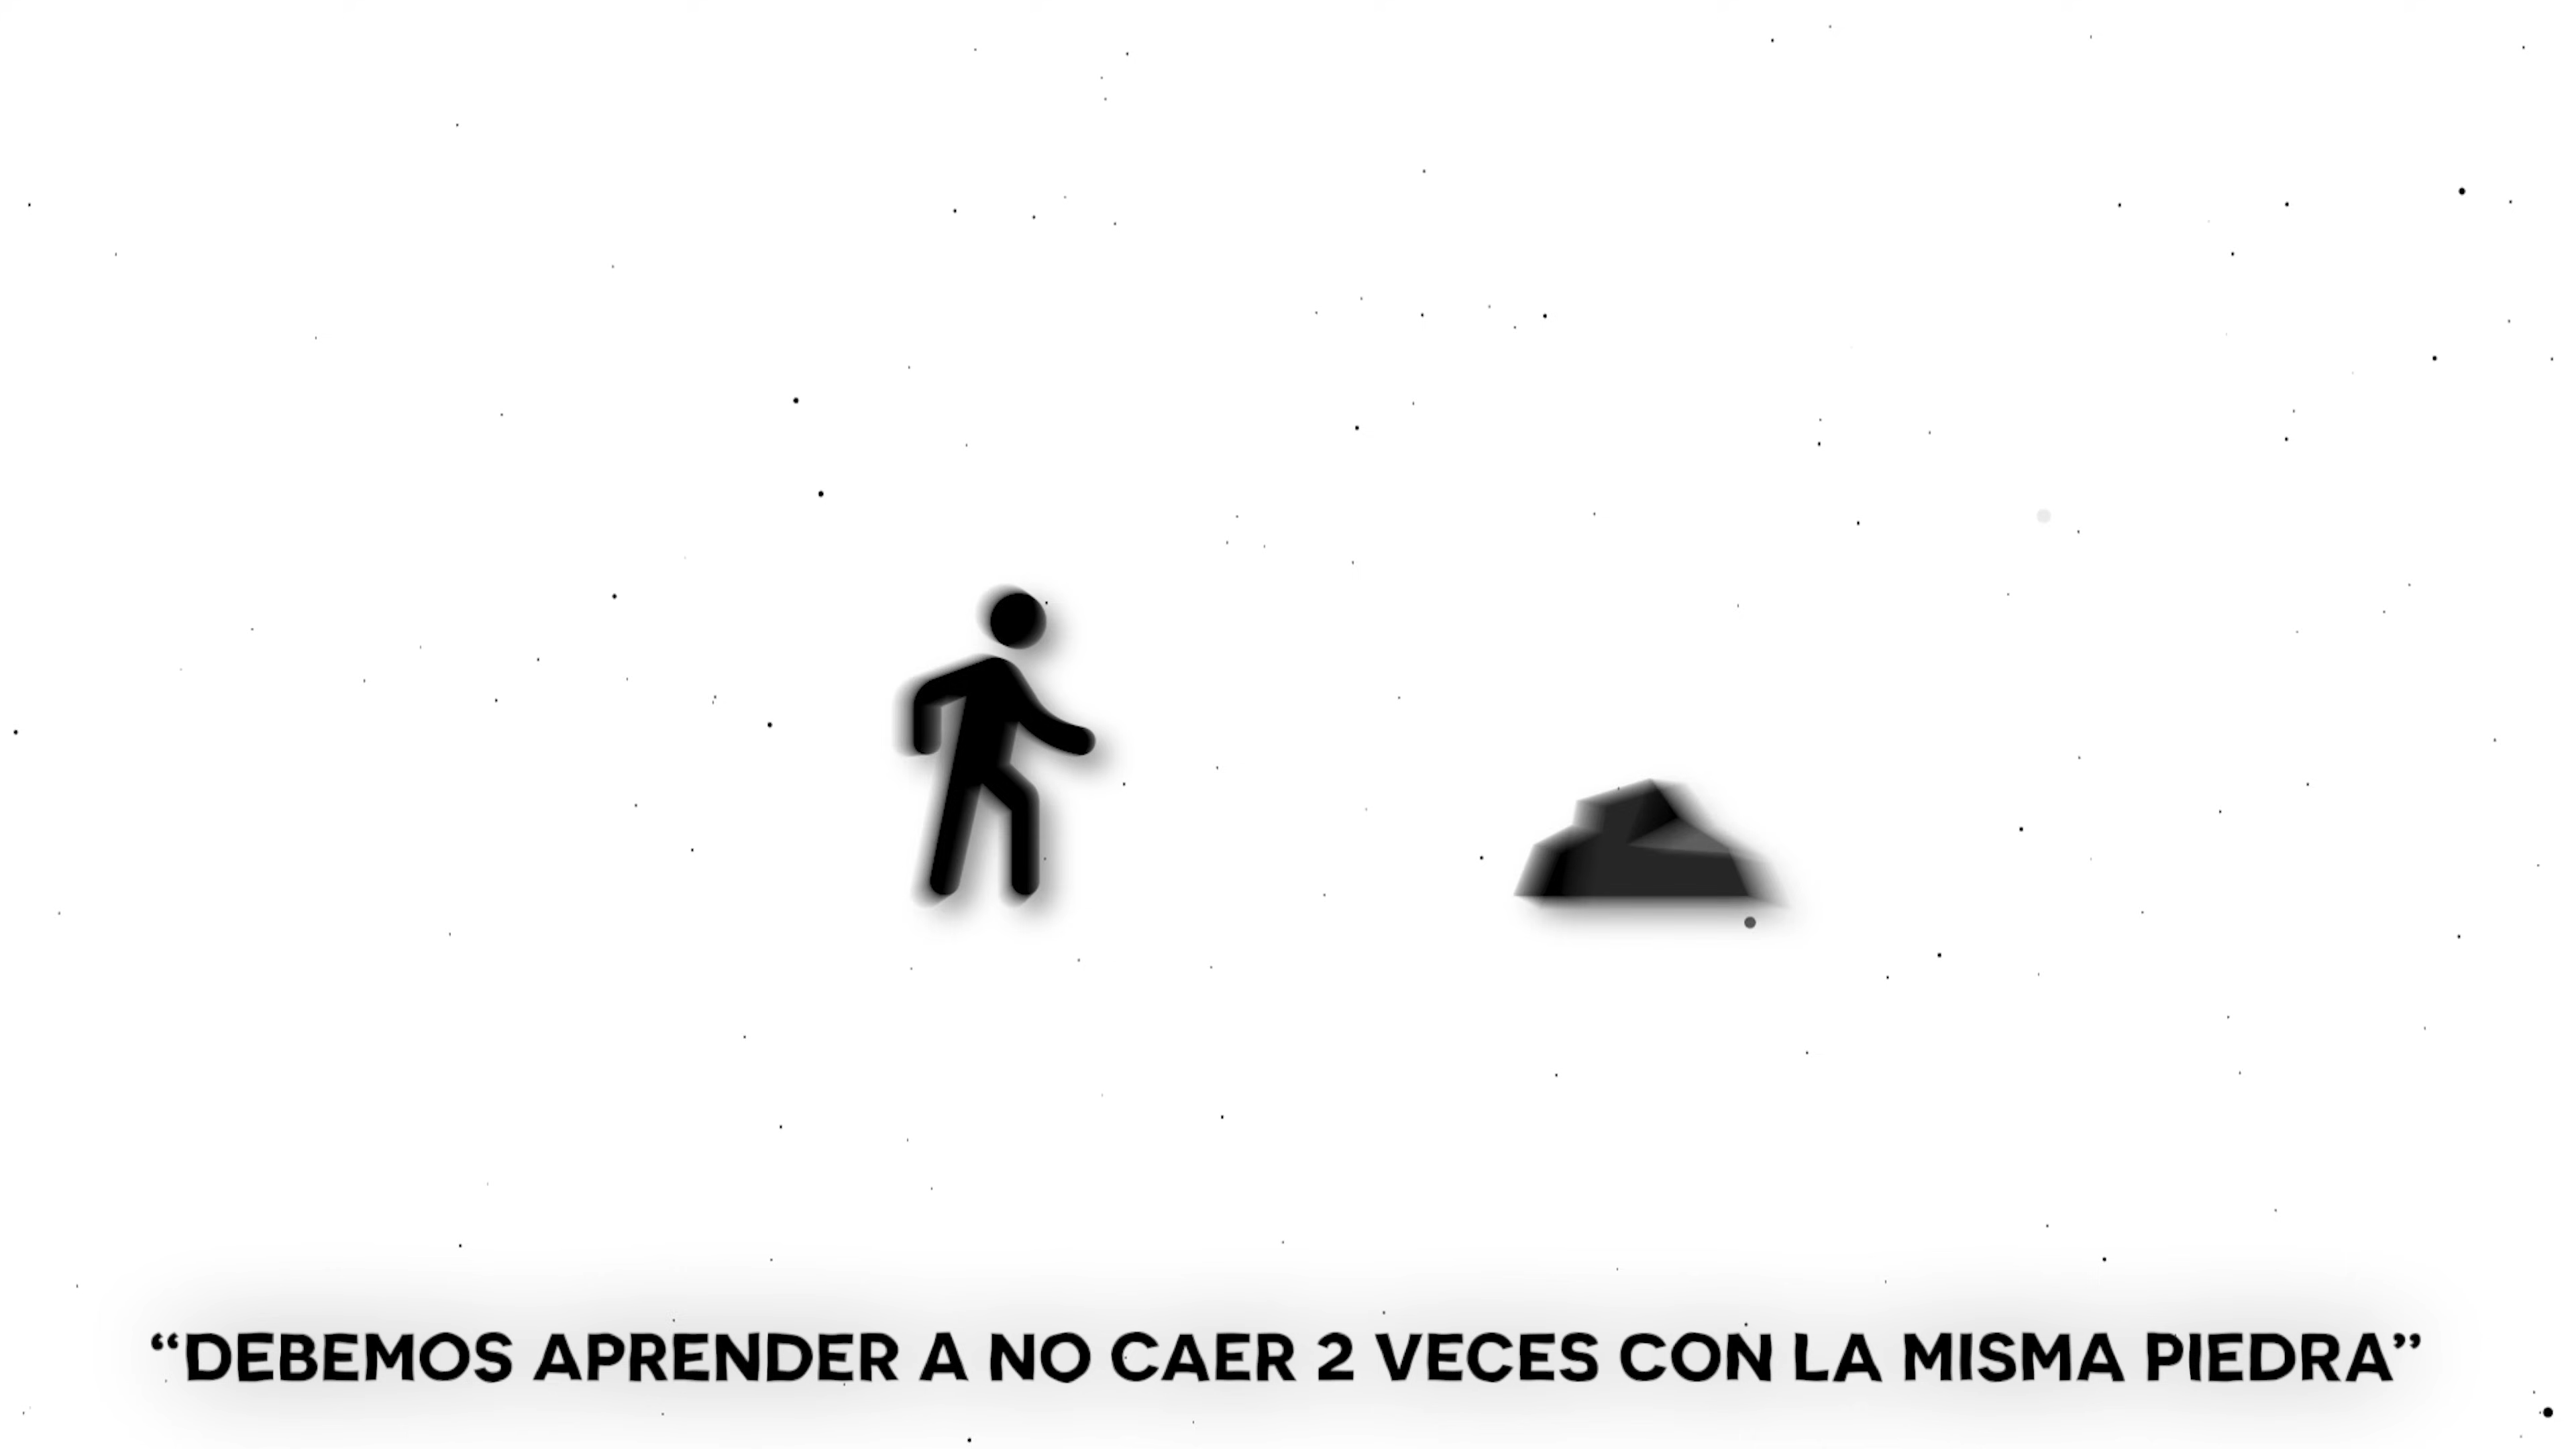 “DEBEMOS APRENDER A NO CAER 2 VECES CON LA MISMA PIEDRA”